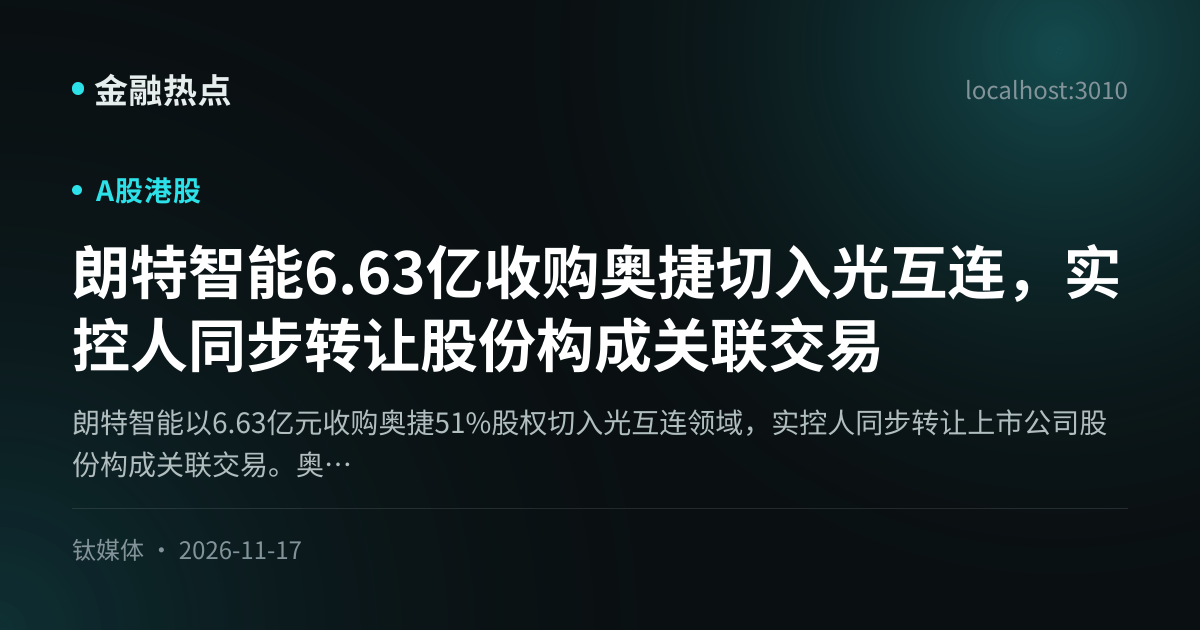 金融热点
localhost:3010
A股港股
朗特智能6.63亿收购奥捷切入光互连，实
控人同步转让股份构成关联交易
朗特智能以6.63亿元收购奥捷51%股权切入光互连领域，实控人同步转让上市公司股
份构成关联交易。奥…
钛媒体 · 2026-11-17